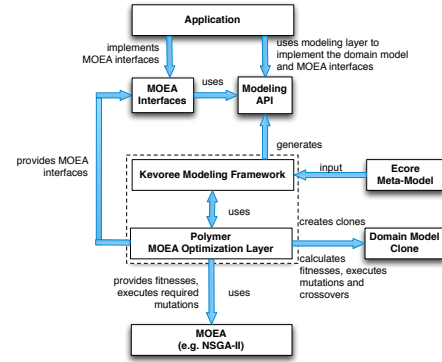 Application
implements
MOEA interfaces
uses modeling layer to
implement the domain model
and MOEA interfaces
MOEA
Interfaces
uses
Modeling
API
provides MOEA
interfaces
generates
Kevoree Modeling Framework
input
Ecore
Meta-Model
uses
creates clones
Polymer
MOEA Optimization Layer
Domain Model
Clone
calculates
fitnesses, executes
mutations and
crossovers
provides fitnesses,
executes required
mutations
uses
MOEA
(e.g. NSGA-II)